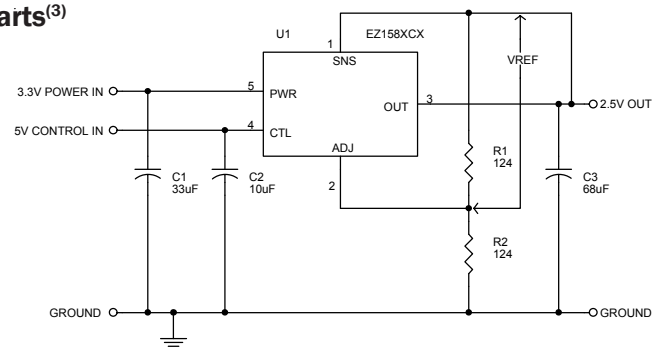 arts(3)
U1
EZ158XCX
1
SNS
VREF
3.3V POWER IN
5
PWR
OUT
3
2.5V OUT
5V CONTROL IN
4
CTL
ADJ
2
R1
124
C1
33uF
C2
10uF
C3
68uF
R2
124
GROUND
GROUND